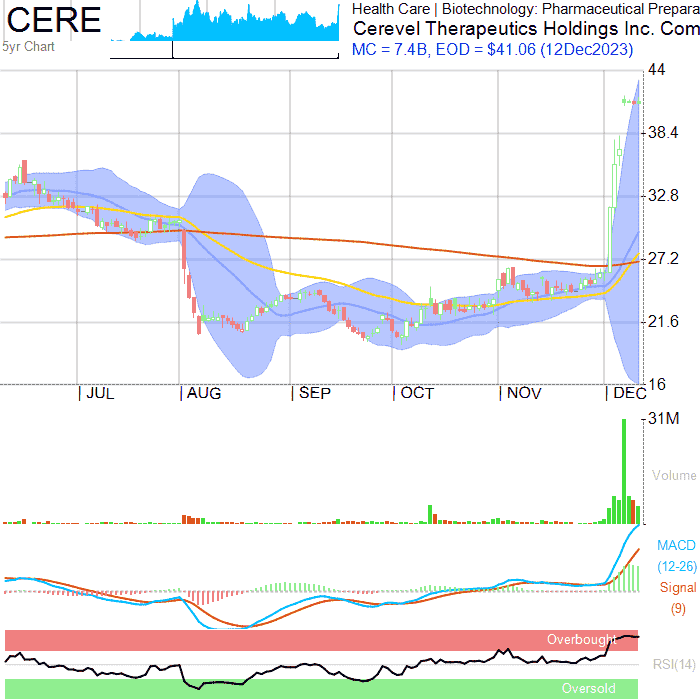 CERE
5yr Chart
Health Care | Biotechnology: Pharmaceutical Prepara
Cerevel Therapeutics Holdings Inc. Com
MC = 7.4B, EOD = $41.06 (12Dec2023)
44
38.4
32.8
27.2
21.6
16
JUL
AUG
SEP
OCT
NOV
DEC
31M
Volume
MACD
(12-26)
Signal
(9)
Overbought
RSI(14)
Oversold